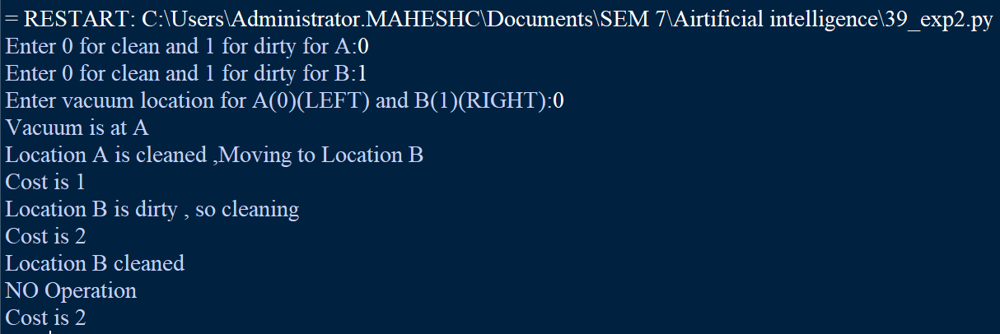 = RESTART: C:\Users\Administrator.MAHESHC\Documents\SEM 7\Airtificial intelligence\39_exp2.py
Enter 0 for clean and 1 for dirty for A:0
Enter 0 for clean and 1 for dirty for B:1
Enter vacuum location for A(0)(LEFT) and B(1)(RIGHT):0
Vacuum is at A
Location A is cleaned ,Moving to Location B
Cost is 1
Location B is dirty , so cleaning
Cost is 2
Location B cleaned
NO Operation
Cost is 2